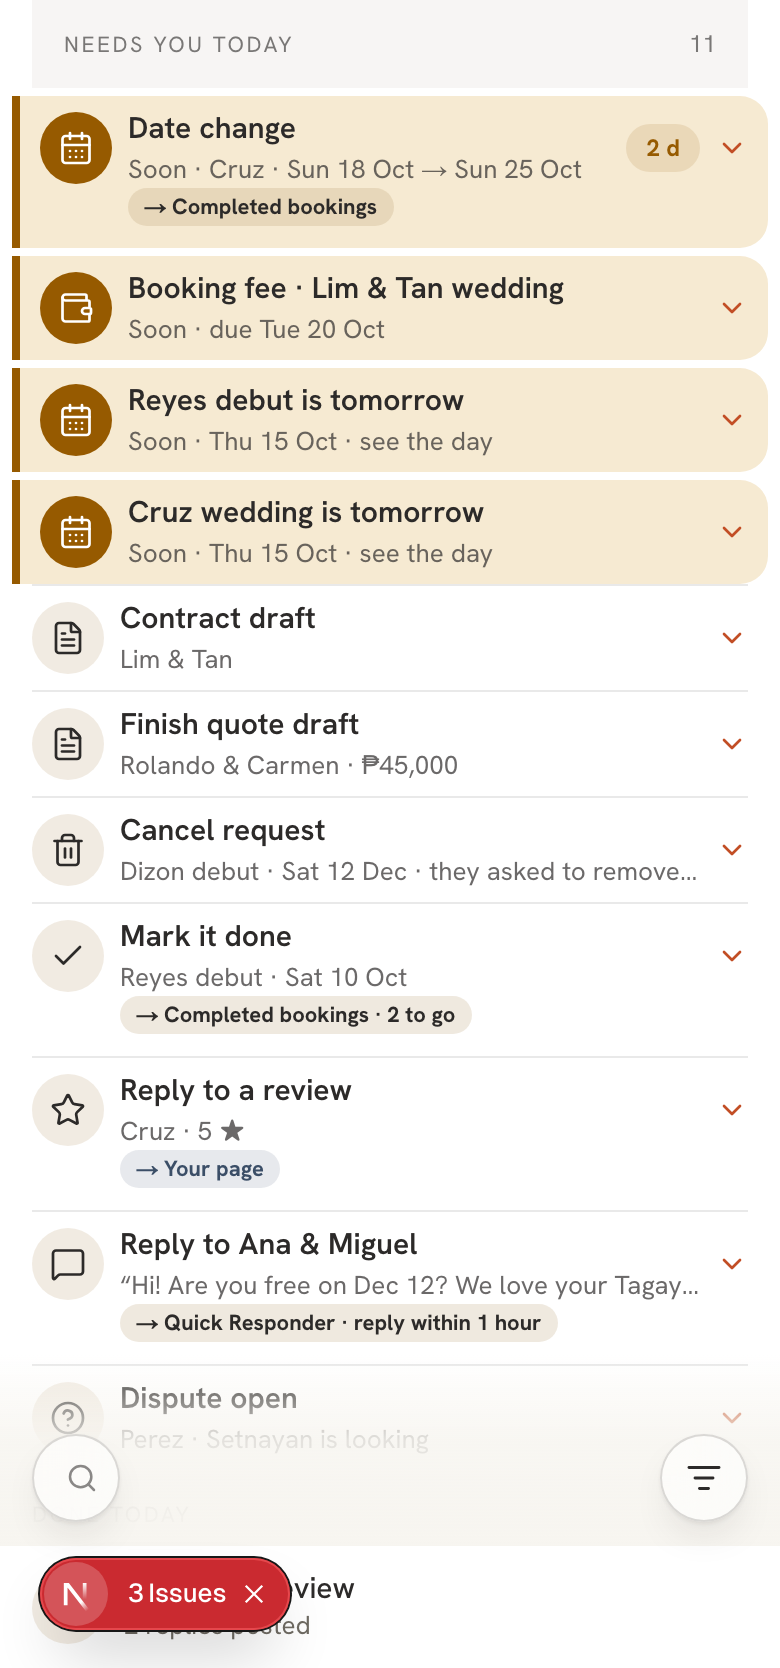 NEEDS YOU TODAY 11
Date change
Soon · Cruz · Sun 18 Oct → Sun 25 Oct
2 d
→ Completed bookings
Booking fee · Lim & Tan wedding
Soon · due Tue 20 Oct
Reyes debut is tomorrow
Soon · Thu 15 Oct · see the day
Cruz wedding is tomorrow
Soon · Thu 15 Oct · see the day
Contract draft
Lim & Tan
Finish quote draft
Rolando & Carmen · ₱45,000
Cancel request
Dizon debut · Sat 12 Dec · they asked to remove...
Mark it done
Reyes debut · Sat 10 Oct
→ Completed bookings · 2 to go
Reply to a review
Cruz · 5 ★
→ Your page
Reply to Ana & Miguel
“Hi! Are you free on Dec 12? We love your Tagay...
→ Quick Responder · reply within 1 hour
Dispute open
Perez · Setnayan is looking
TODAY
N 3 Issues